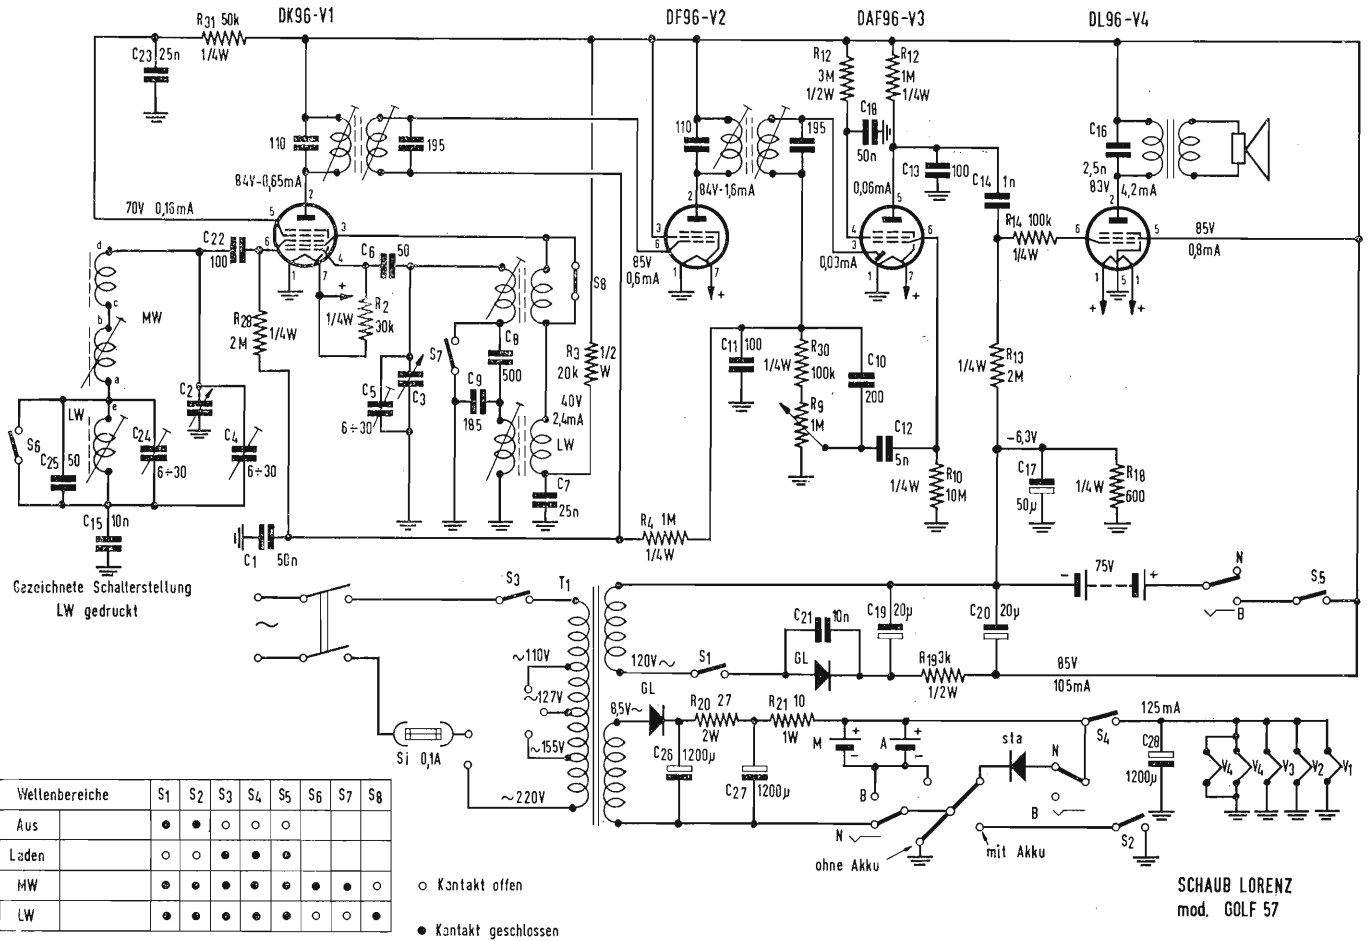 DK96-V1
DF96-V2
DAF96-V3
DL96-V4
R31 50k
1/4W
C23 25n
110
195
84V-0,65mA
70V 0,16mA
C22
100
C6
50
R2
30k
1/4W
R28
1/4W
2M
MW
LW
S6
C25
50
C24
6÷30
C2
C4
6÷30
C15 10n
C1
50n
C5
6÷30
C3
S7
C8
500
C9
185
S8
R3
20k
1/2
W
40V
2,4mA
LW
C7
25n
110
195
84V-1,6mA
85V
0,6mA
R12
3M
1/2W
R12
1M
1/4W
C18
50n
C13
100
C14
1n
0,06mA
0,03mA
R14 100k
1/4W
C16
2,5n
83V
4,2mA
85V
0,8mA
C11
100
R30
1/4W
100k
C10
200
R9
1M
C12
5n
R10
1/4W
10M
R13
1/4W
2M
-6,3V
C17
50µ
R18
1/4W
600
R4 1M
1/4W
Gezeichnete Schalterstellung
LW gedruckt
S3
T1
~
~110V
~127V
~155V
~220V
Si 0,1A
120V~
8,5V~
S1
C21
10n
GL
C19
20µ
C20
20µ
R19 3k
1/2W
75V
N
B
S5
85V
105mA
GL
R20 27
2W
R21 10
1W
C26
1200µ
C27
1200µ
M
A
B
N
sta
N
B
S4
125mA
C28
1200µ
V4
V4
V3
V2
V1
S2
ohne Akku
mit Akku
Wellenbereiche S1 S2 S3 S4 S5 S6 S7 S8
Aus
Laden
MW
LW
Kontakt offen
Kontakt geschlossen
SCHAUB LORENZ
mod. GOLF 57